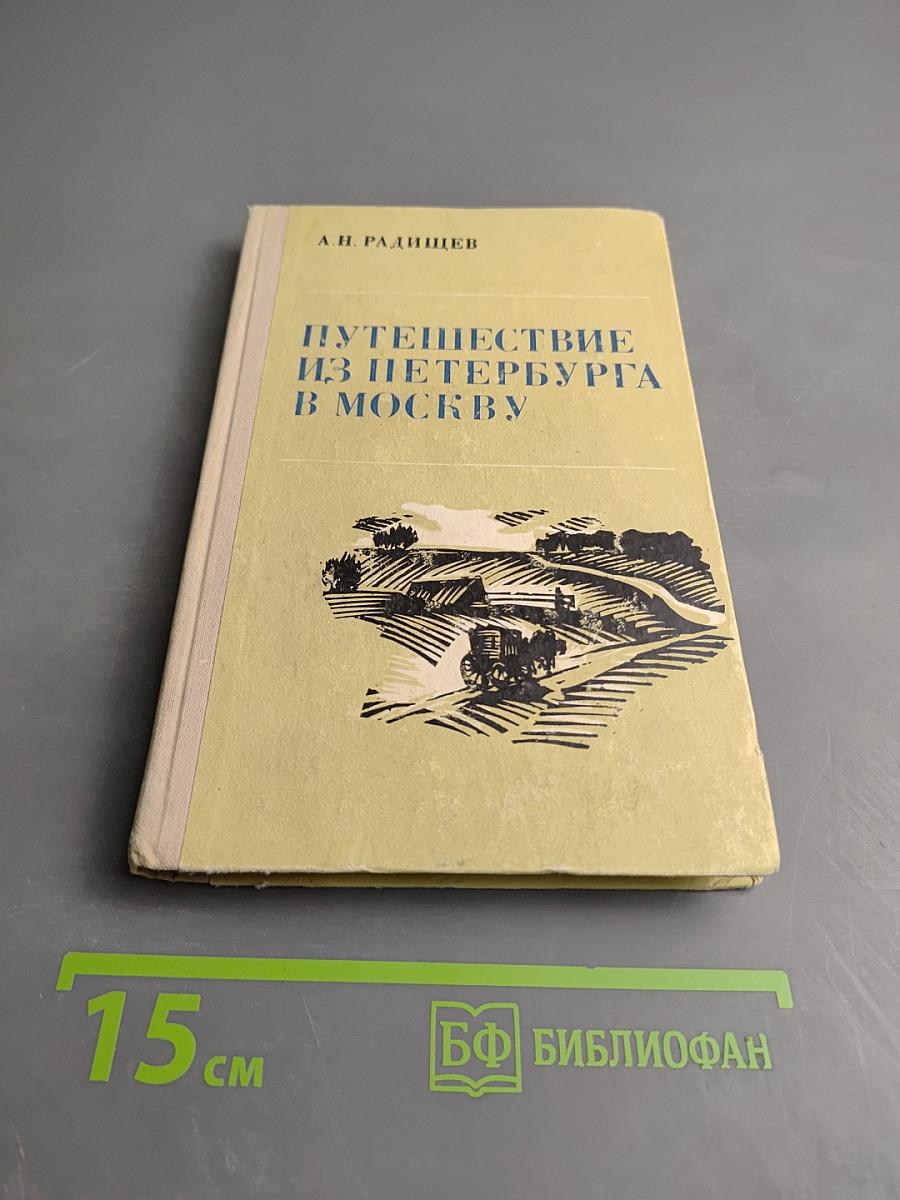 А.Н. РАДИЩЕВ
ПУТЕШЕСТВИЕ
ИЗ ПЕТЕРБУРГА
В МОСКВУ
15 см
БФ БИБЛИОФАН